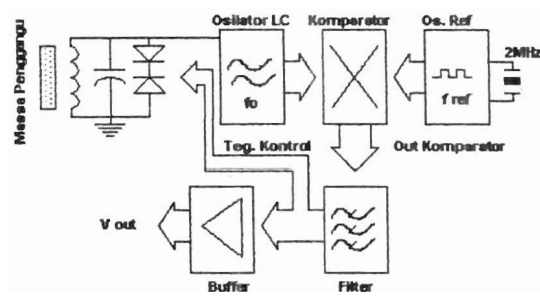 Osilator LC
Komparator
Os. Ref
2MHz
Massa Pengganggu
fo
f ref
Teg. Kontrol
Out Komparator
V out
Buffer
Filter